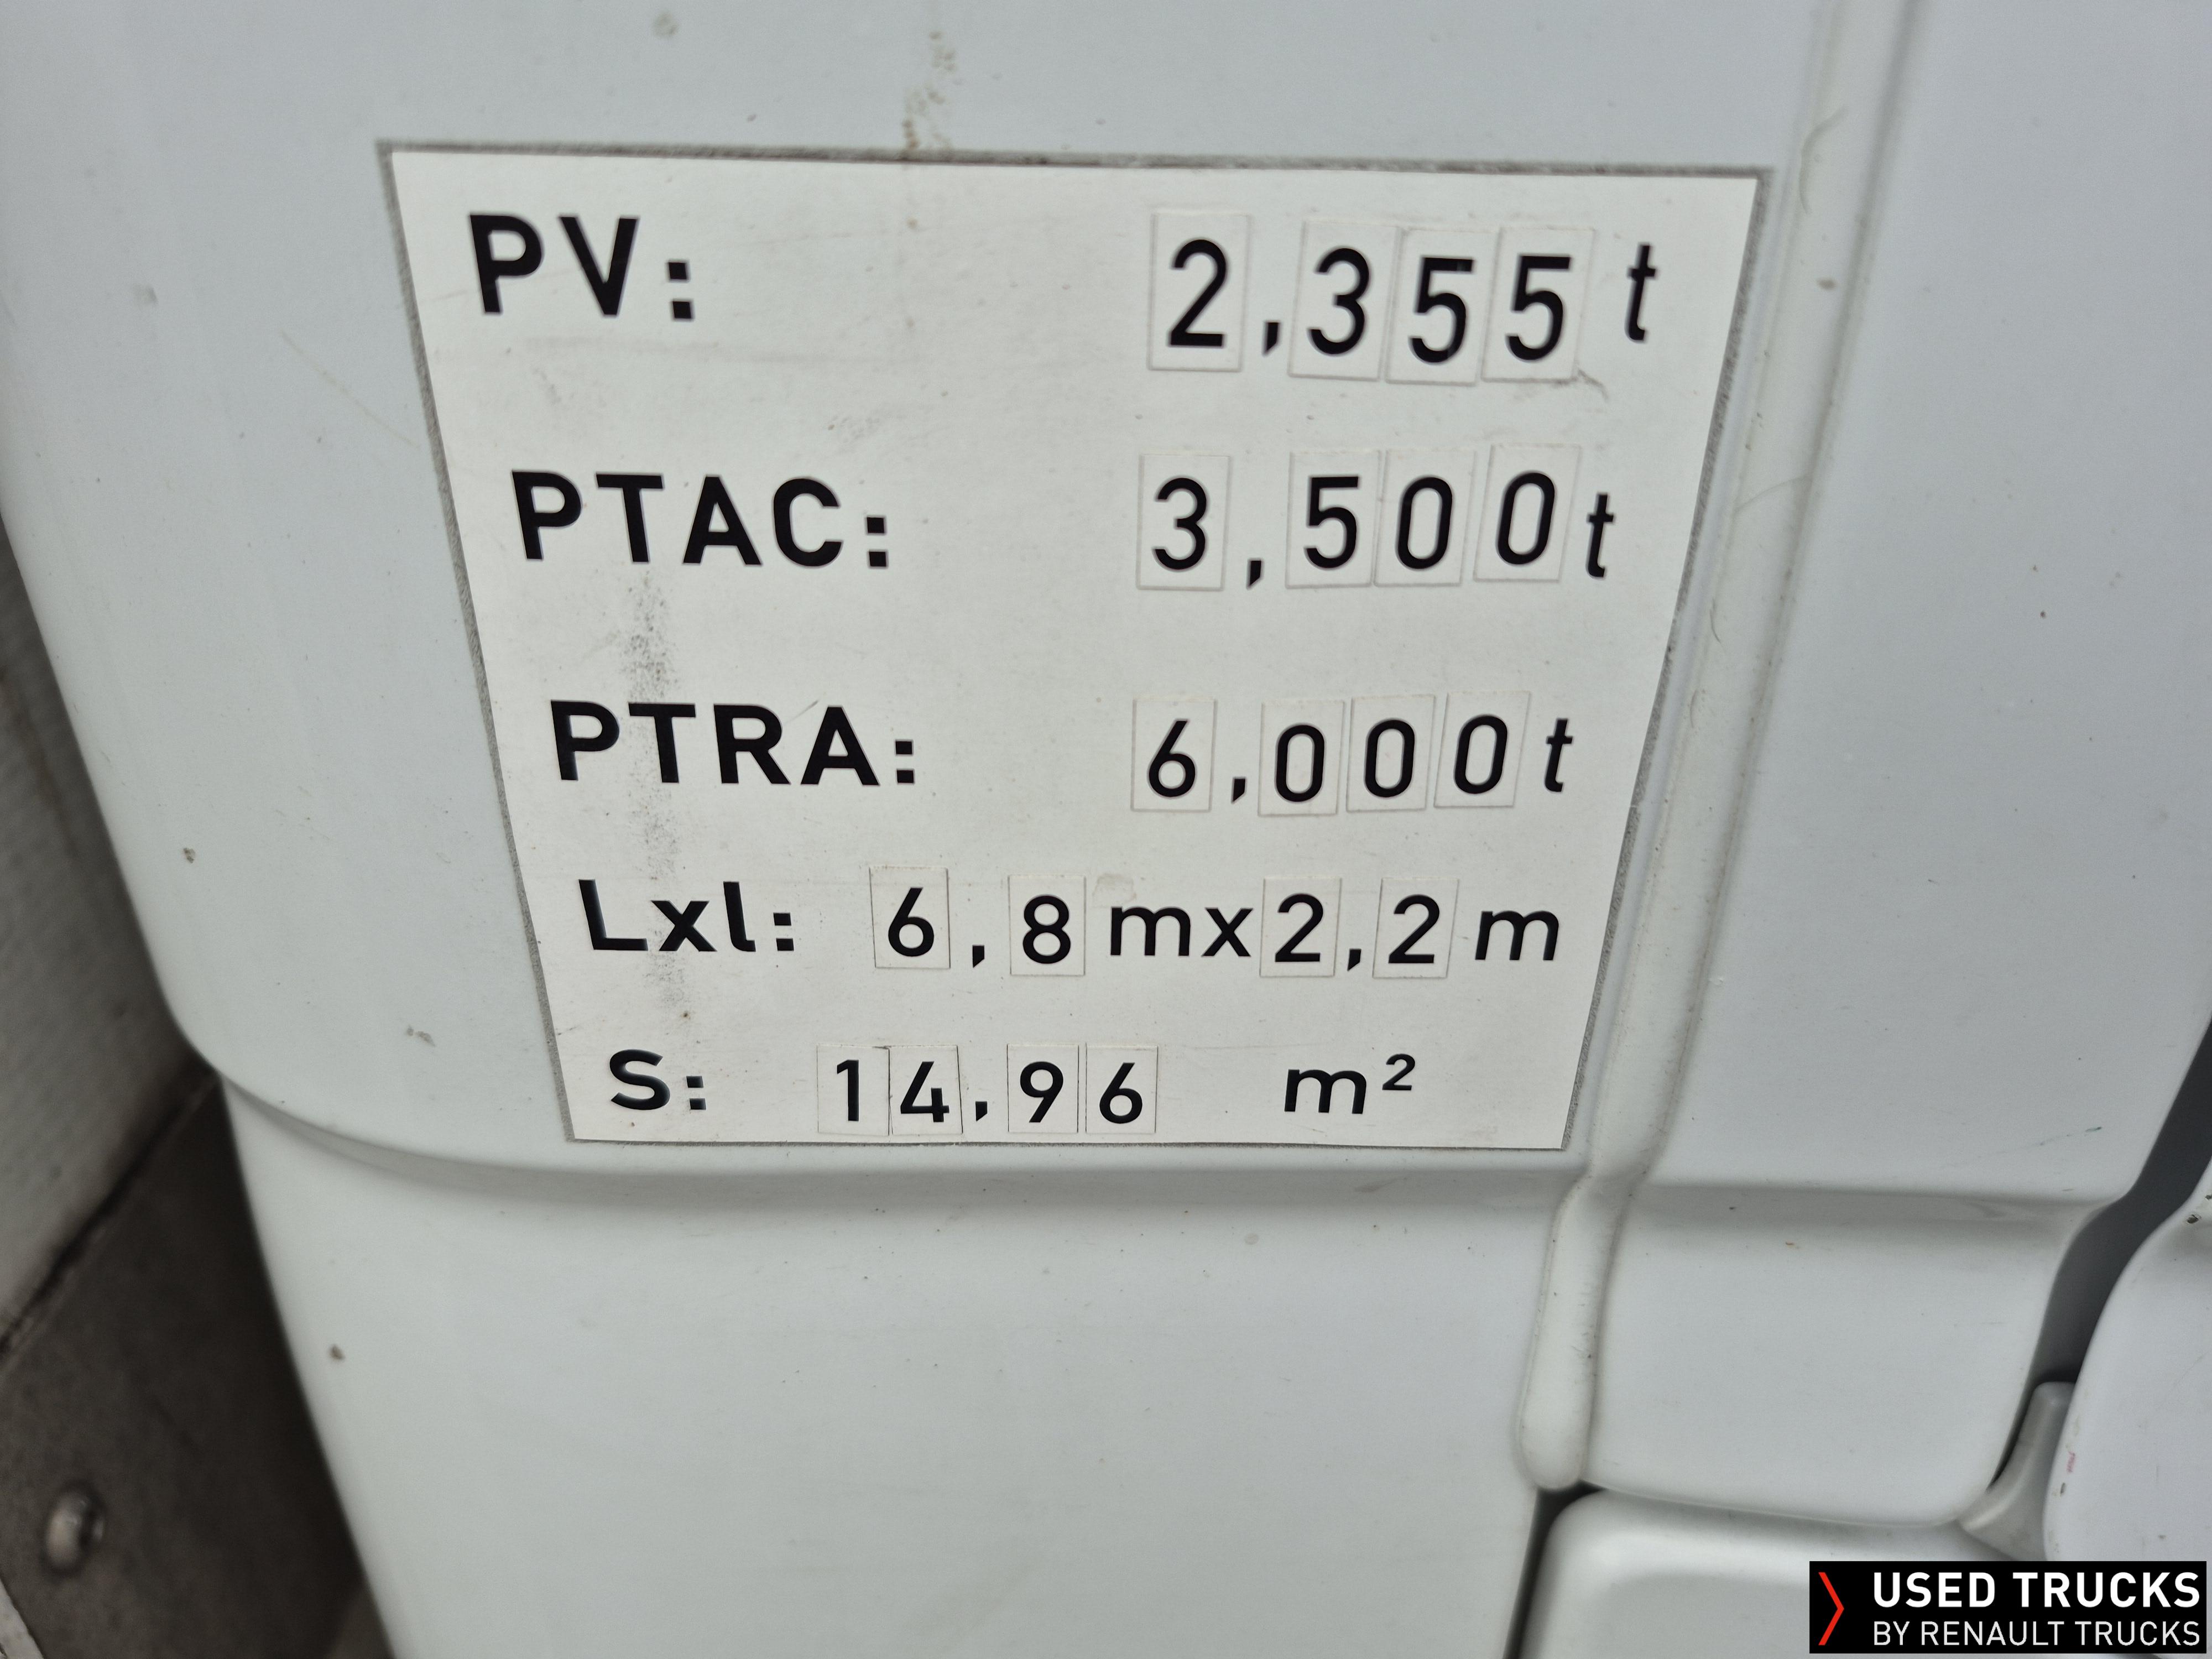 PV: 2,355 t
PTAC: 3,500 t
PTRA: 6,000 t
Lxl: 6,8 m x 2,2 m
S: 14,96 m²
USED TRUCKS
BY RENAULT TRUCKS